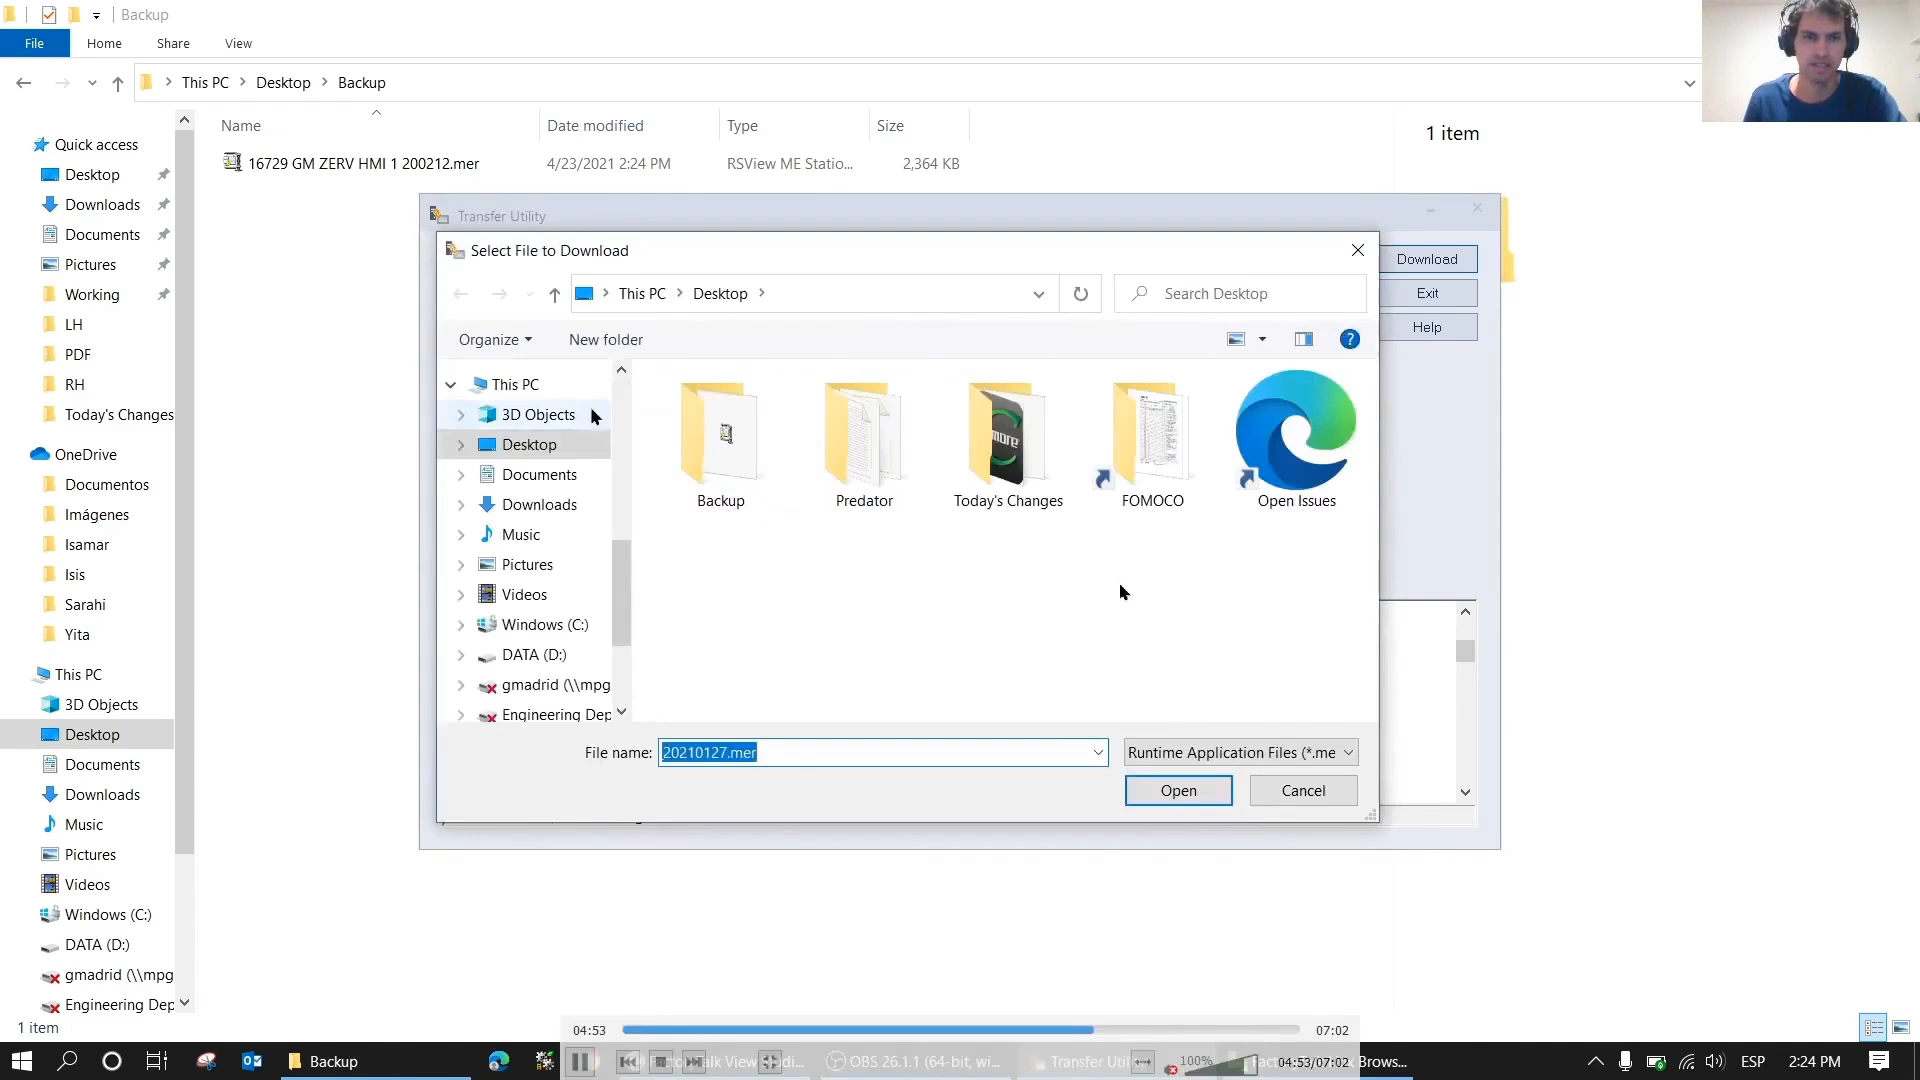 Backup
File
Home
Share
View
This PC
Desktop
Backup
Name
Date modified
Type
Size
1 item
16729 GM ZERV HMI 1 200212.mer
4/23/2021 2:24 PM
RSView ME Statio...
2,364 KB
Quick access
Desktop
Downloads
Documents
Pictures
Working
LH
PDF
RH
Today's Changes
OneDrive
Documentos
Imágenes
Isamar
Isis
Sarahi
Yita
This PC
3D Objects
Desktop
Documents
Downloads
Music
Pictures
Videos
Windows (C:)
DATA (D:)
gmadrid (\\mpg
Engineering Dep
1 item
Transfer Utility
Download
Exit
Help
Select File to Download
This PC
Desktop
Search Desktop
Organize
New folder
?
This PC
3D Objects
Desktop
Documents
Downloads
Music
Pictures
Videos
Windows (C:)
DATA (D:)
gmadrid (\\mpg
Engineering Dep
Backup
Predator
more
Today's Changes
FOMOCO
Open Issues
File name:
20210127.mer
Runtime Application Files (*.me
Open
Cancel
04:53
07:02
Backup
OBS 26.1.1 (64-bit, wi...
Transfer Uti
100%
04:53/07:02
Brows...
ESP
2:24 PM